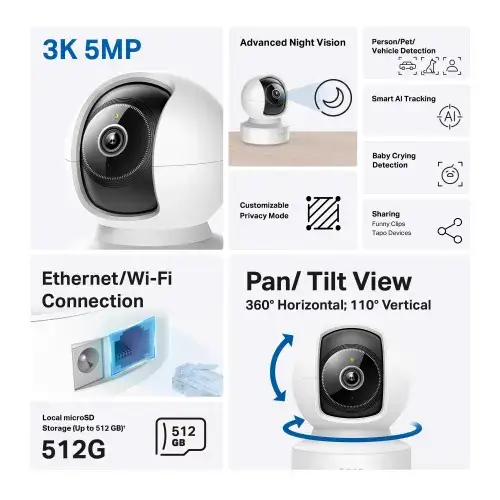 3K 5MP
Advanced Night Vision
Person/Pet/
Vehicle Detection
Smart AI Tracking
AI
Baby Crying
Detection
Customizable
Privacy Mode
Sharing
Funny Clips
Tapo Devices
Ethernet/Wi-Fi
Connection
Pan/ Tilt View
360° Horizontal; 110° Vertical
Local microSD
Storage (Up to 512 GB)¹
512G
512
GB